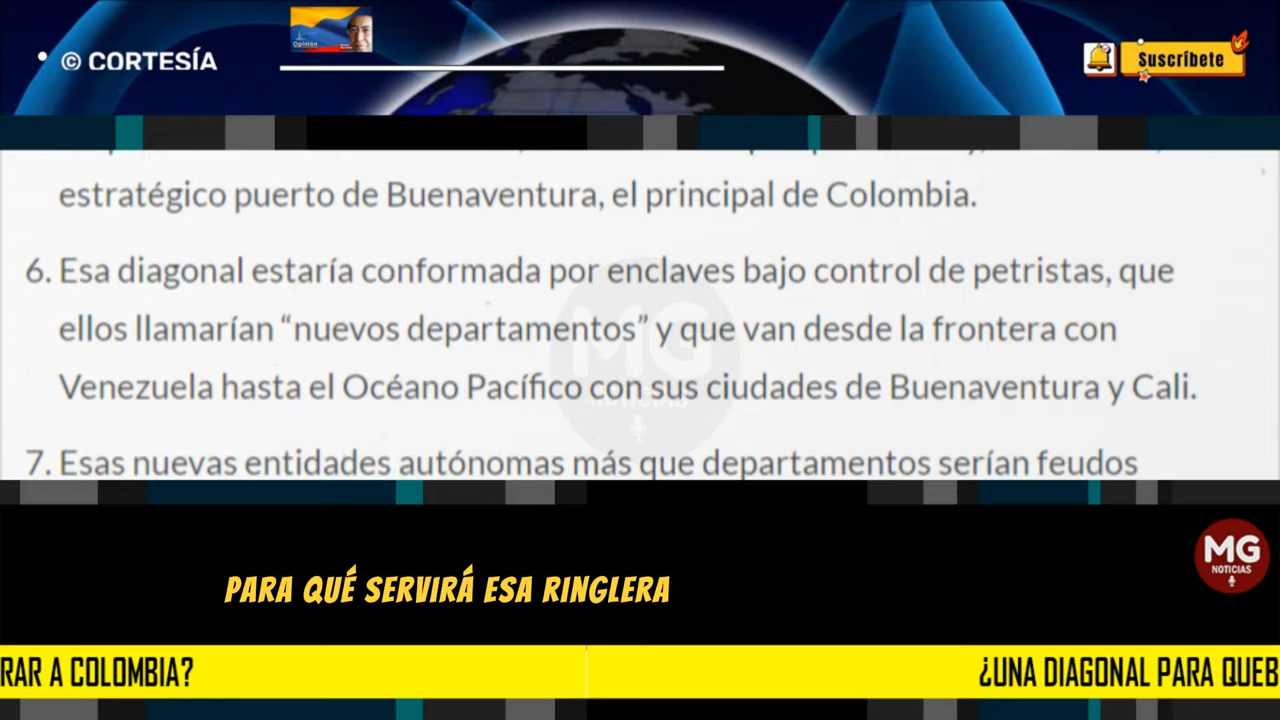 Opinión
© CORTESÍA
Suscríbete
estratégico puerto de Buenaventura, el principal de Colombia.
6. Esa diagonal estaría conformada por enclaves bajo control de petristas, que
ellos llamarían “nuevos departamentos” y que van desde la frontera con
Venezuela hasta el Océano Pacífico con sus ciudades de Buenaventura y Cali.
7. Esas nuevas entidades autónomas más que departamentos serían feudos
MG
NOTICIAS
PARA QUÉ SERVIRÁ ESA RINGLERA
MG
NOTICIAS
RAR A COLOMBIA?
¿UNA DIAGONAL PARA QUEB